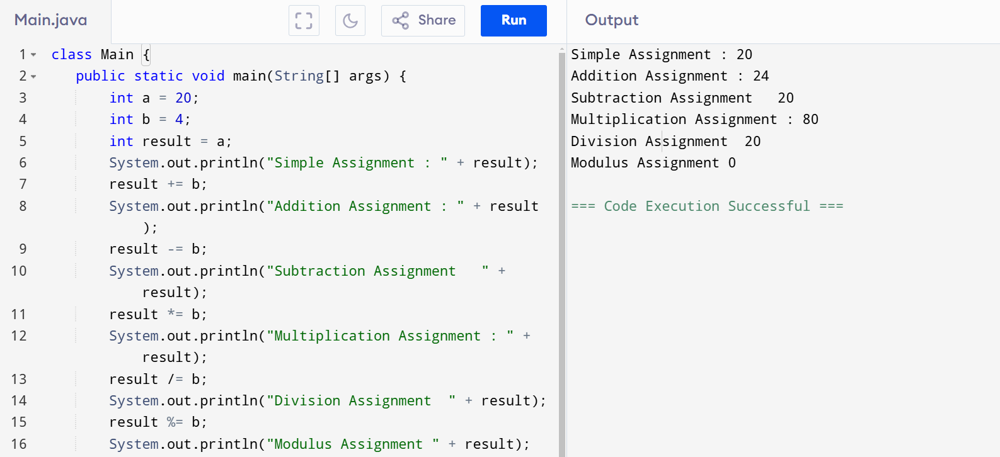 Main.java
Share
Run
Output
1 class Main {
2    public static void main(String[] args) {
3        int a = 20;
4        int b = 4;
5        int result = a;
6        System.out.println("Simple Assignment : " + result);
7        result += b;
8        System.out.println("Addition Assignment : " + result
            );
9        result -= b;
10       System.out.println("Subtraction Assignment   " +
            result);
11       result *= b;
12       System.out.println("Multiplication Assignment : " +
            result);
13       result /= b;
14       System.out.println("Division Assignment  " + result);
15       result %= b;
16       System.out.println("Modulus Assignment " + result);
Simple Assignment : 20
Addition Assignment : 24
Subtraction Assignment   20
Multiplication Assignment : 80
Division Assignment  20
Modulus Assignment 0
=== Code Execution Successful ===